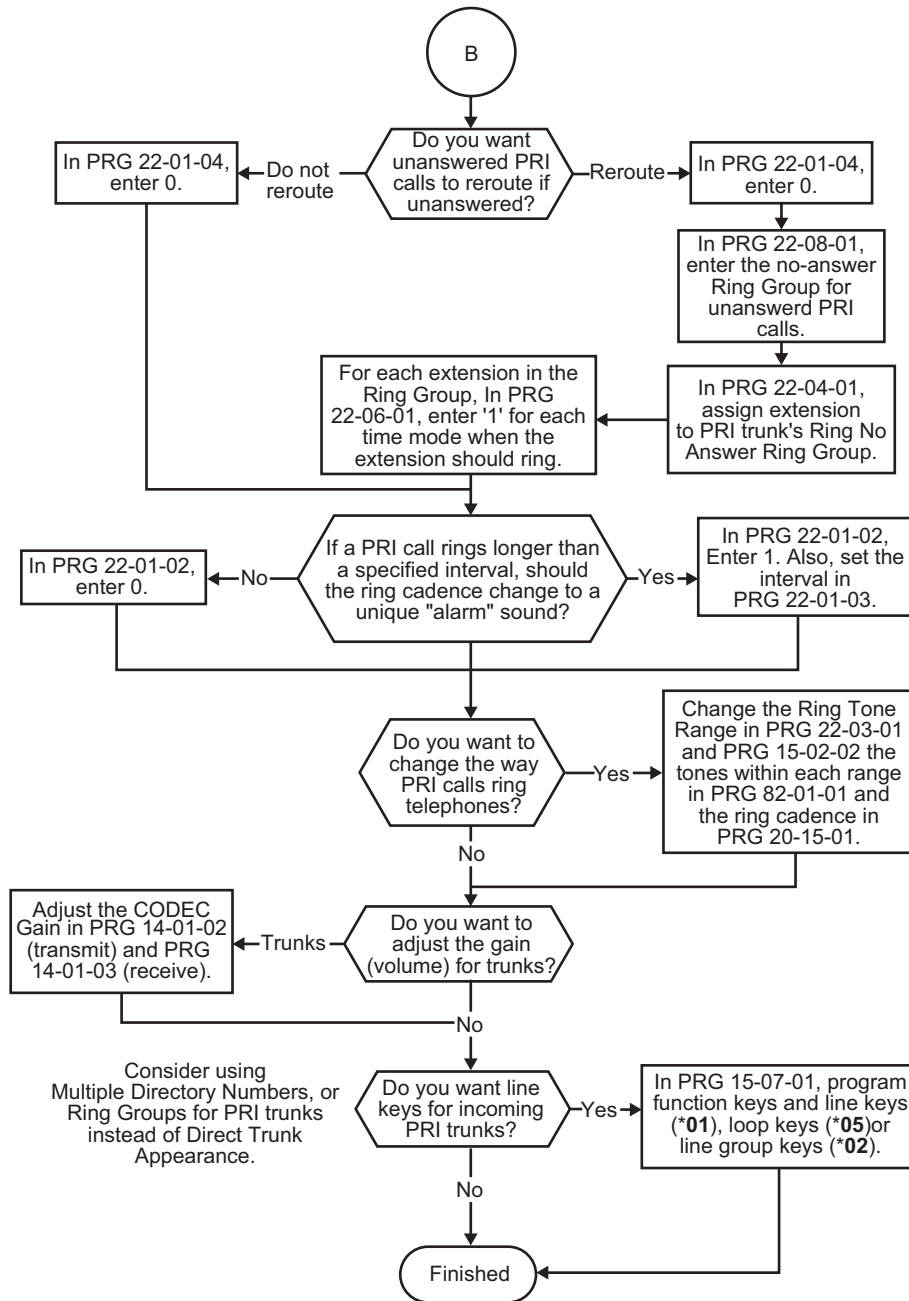 B
Do you want
unanswered PRI
calls to reroute if
unanswered?
Do not
reroute
In PRG 22-01-04,
enter 0.
Reroute
In PRG 22-01-04,
enter 0.
In PRG 22-08-01,
enter the no-answer
Ring Group for
unanswerd PRI
calls.
In PRG 22-04-01,
assign extension
to PRI trunk's Ring No
Answer Ring Group.
For each extension in the
Ring Group, In PRG
22-06-01, enter '1' for each
time mode when the
extension should ring.
If a PRI call rings longer than
a specified interval, should
the ring cadence change to a
unique "alarm" sound?
No
In PRG 22-01-02,
enter 0.
Yes
In PRG 22-01-02,
Enter 1. Also, set the
interval in
PRG 22-01-03.
Do you want to
change the way
PRI calls ring
telephones?
Yes
Change the Ring Tone
Range in PRG 22-03-01
and PRG 15-02-02 the
tones within each range
in PRG 82-01-01 and
the ring cadence in
PRG 20-15-01.
No
Do you want to
adjust the gain
(volume) for trunks?
Trunks
Adjust the CODEC
Gain in PRG 14-01-02
(transmit) and PRG
14-01-03 (receive).
No
Consider using
Multiple Directory Numbers, or
Ring Groups for PRI trunks
instead of Direct Trunk
Appearance.
Do you want line
keys for incoming
PRI trunks?
Yes
In PRG 15-07-01, program
function keys and line keys
(*01), loop keys (*05)or
line group keys (*02).
No
Finished